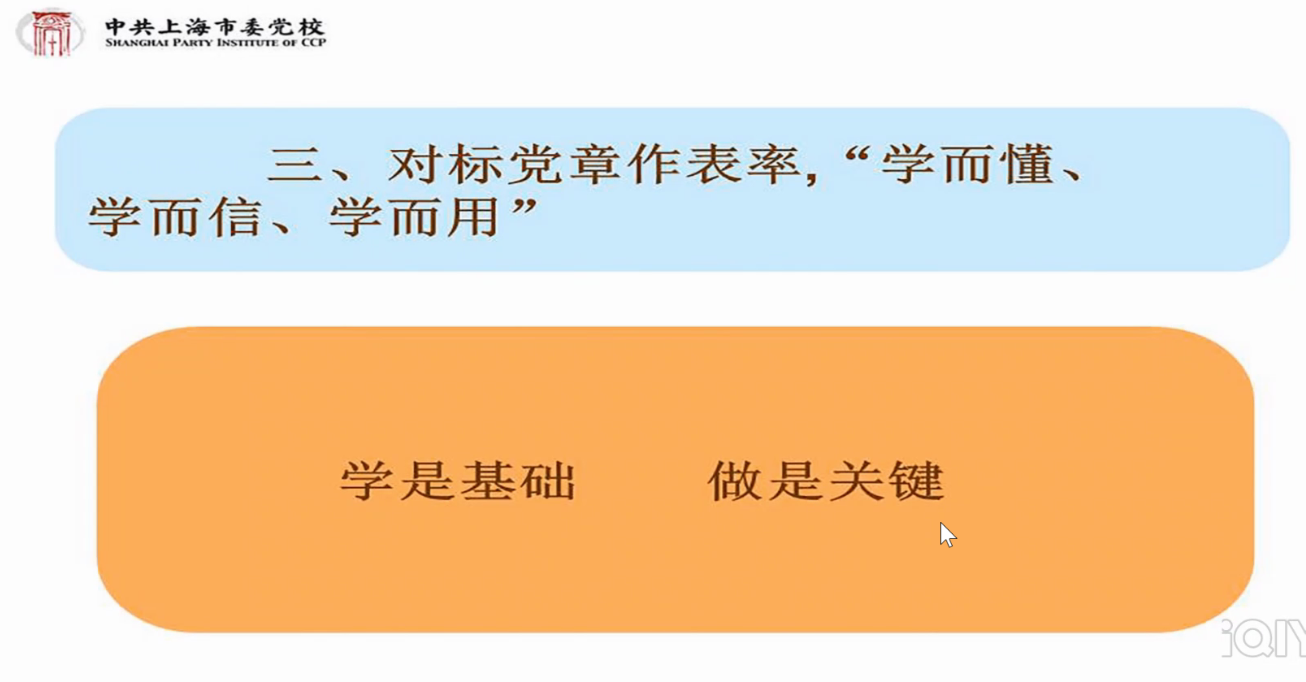 中共上海市委党校
SHANGHAI PARTY INSTITUTE OF CCP
三、对标党章作表率，“学而懂、
学而信、学而用”
学是基础 做是关键
iQIY